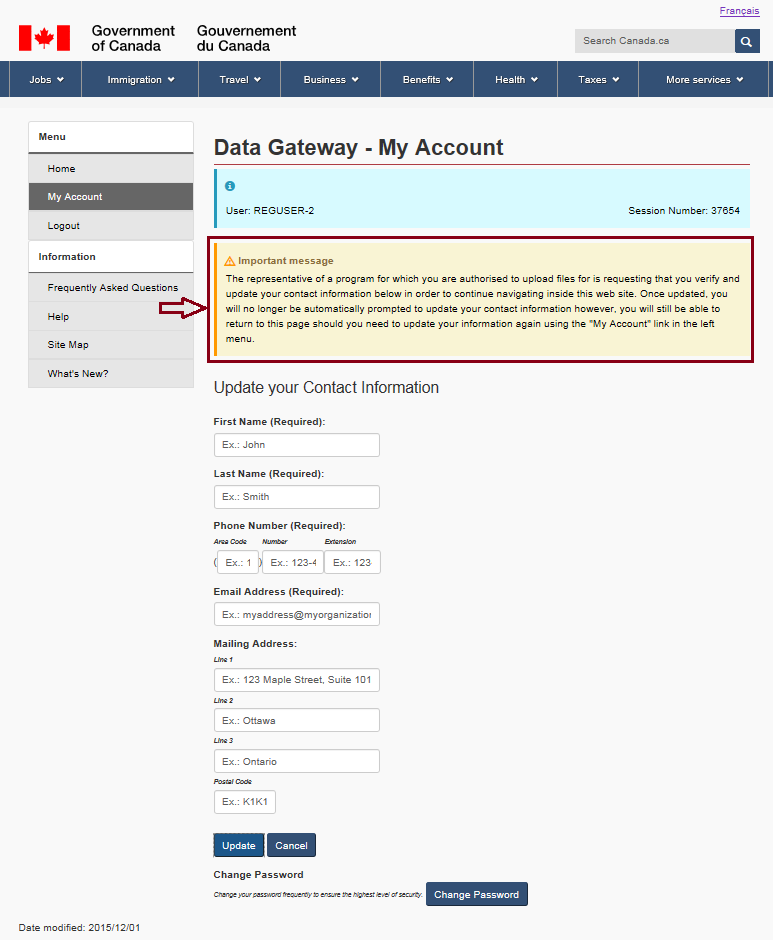 Français
Government of Canada
Gouvernement du Canada
Search Canada.ca
Jobs Immigration Travel Business Benefits Health Taxes More services
Menu
Home
My Account
Logout
Information
Frequently Asked Questions
Help
Site Map
What's New?
Data Gateway - My Account
User: REGUSER-2 Session Number: 37654
Important message
The representative of a program for which you are authorised to upload files for is requesting that you verify and
update your contact information below in order to continue navigating inside this web site. Once updated, you
will no longer be automatically prompted to update your contact information however, you will still be able to
return to this page should you need to update your information again using the "My Account" link in the left
menu.
Update your Contact Information
First Name (Required):
Ex.: John
Last Name (Required):
Ex.: Smith
Phone Number (Required):
Area Code Number Extension
( Ex.: 1 ) Ex.: 123-4 Ex.: 123
Email Address (Required):
Ex.: myaddress@myorganization
Mailing Address:
Line 1
Ex.: 123 Maple Street, Suite 101
Line 2
Ex.: Ottawa
Line 3
Ex.: Ontario
Postal Code
Ex.: K1K1
Update Cancel
Change Password
Change your password frequently to ensure the highest level of security. Change Password
Date modified: 2015/12/01